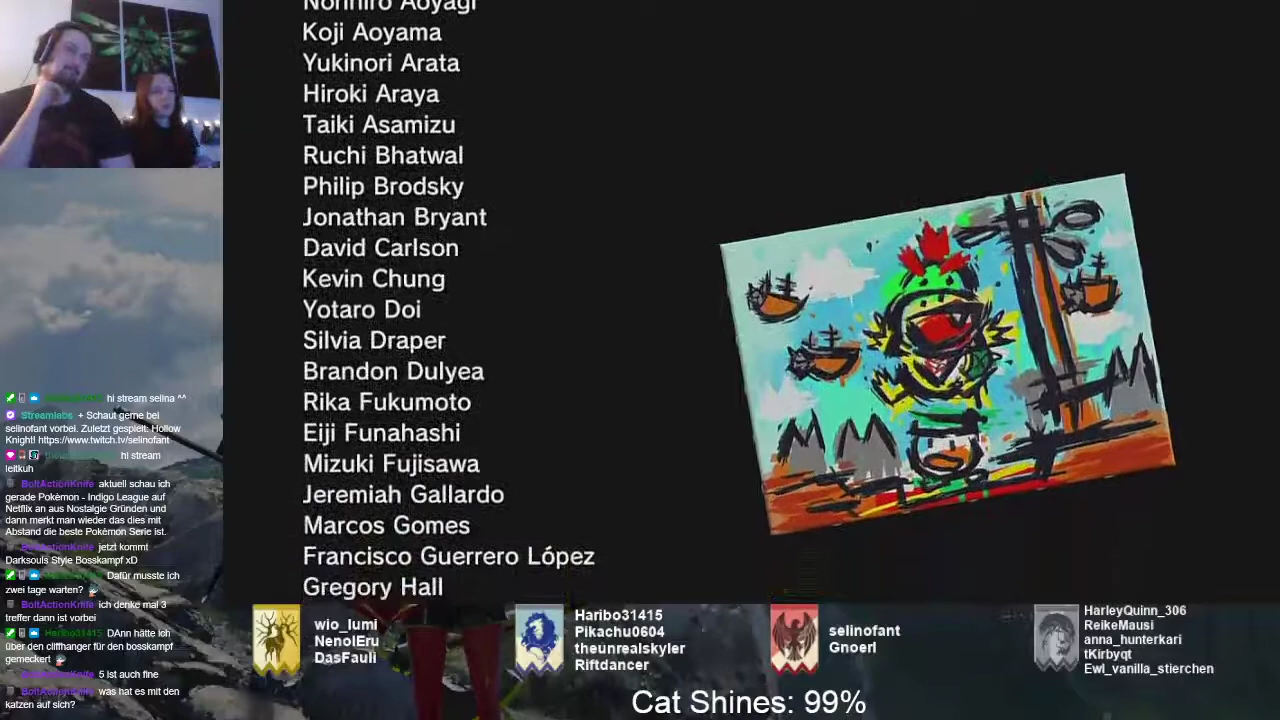 Norihiro Aoyagi
Koji Aoyama
Yukinori Arata
Hiroki Araya
Taiki Asamizu
Ruchi Bhatwal
Philip Brodsky
Jonathan Bryant
David Carlson
Kevin Chung
Yotaro Doi
Silvia Draper
Brandon Dulyea
Rika Fukumoto
Eiji Funahashi
Mizuki Fujisawa
Jeremiah Gallardo
Marcos Gomes
Francisco Guerrero López
Gregory Hall
hi stream selina ^^
Streamlabs + Schaut gerne bei
selinofant vorbei. Zuletzt gespielt: Hollow
Knight! https://www.twitch.tv/selinofant
hi stream
leitkuh
BoltActionKnife aktuell schau ich
gerade Pokémon - Indigo League auf
Netflix an aus Nostalgie Gründen und
dann merkt man wieder das dies mit
Abstand die beste Pokémon Serie ist.
BoltActionKnife jetzt kommt
Darksouls Style Bosskampf xD
Dafür musste ich
zwei tage warten?
BoltActionKnife ich denke mal 3
treffer dann ist vorbei
Haribo31415 DAnn hätte ich
über den cliffhanger für den bosskampf
gemeckert
BoltActionKnife 5 ist auch fine
BoltActionKnife was hat es mit den
katzen auf sich?
wio_lumi
NenolEru
DasFauli
Haribo31415
Pikachu0604
theunrealskyler
Riftdancer
selinofant
Gnoerl
HarleyQuinn_306
ReikeMausi
anna_hunterkari
tKirbyqt
Ewl_vanilla_stierchen
Cat Shines: 99%